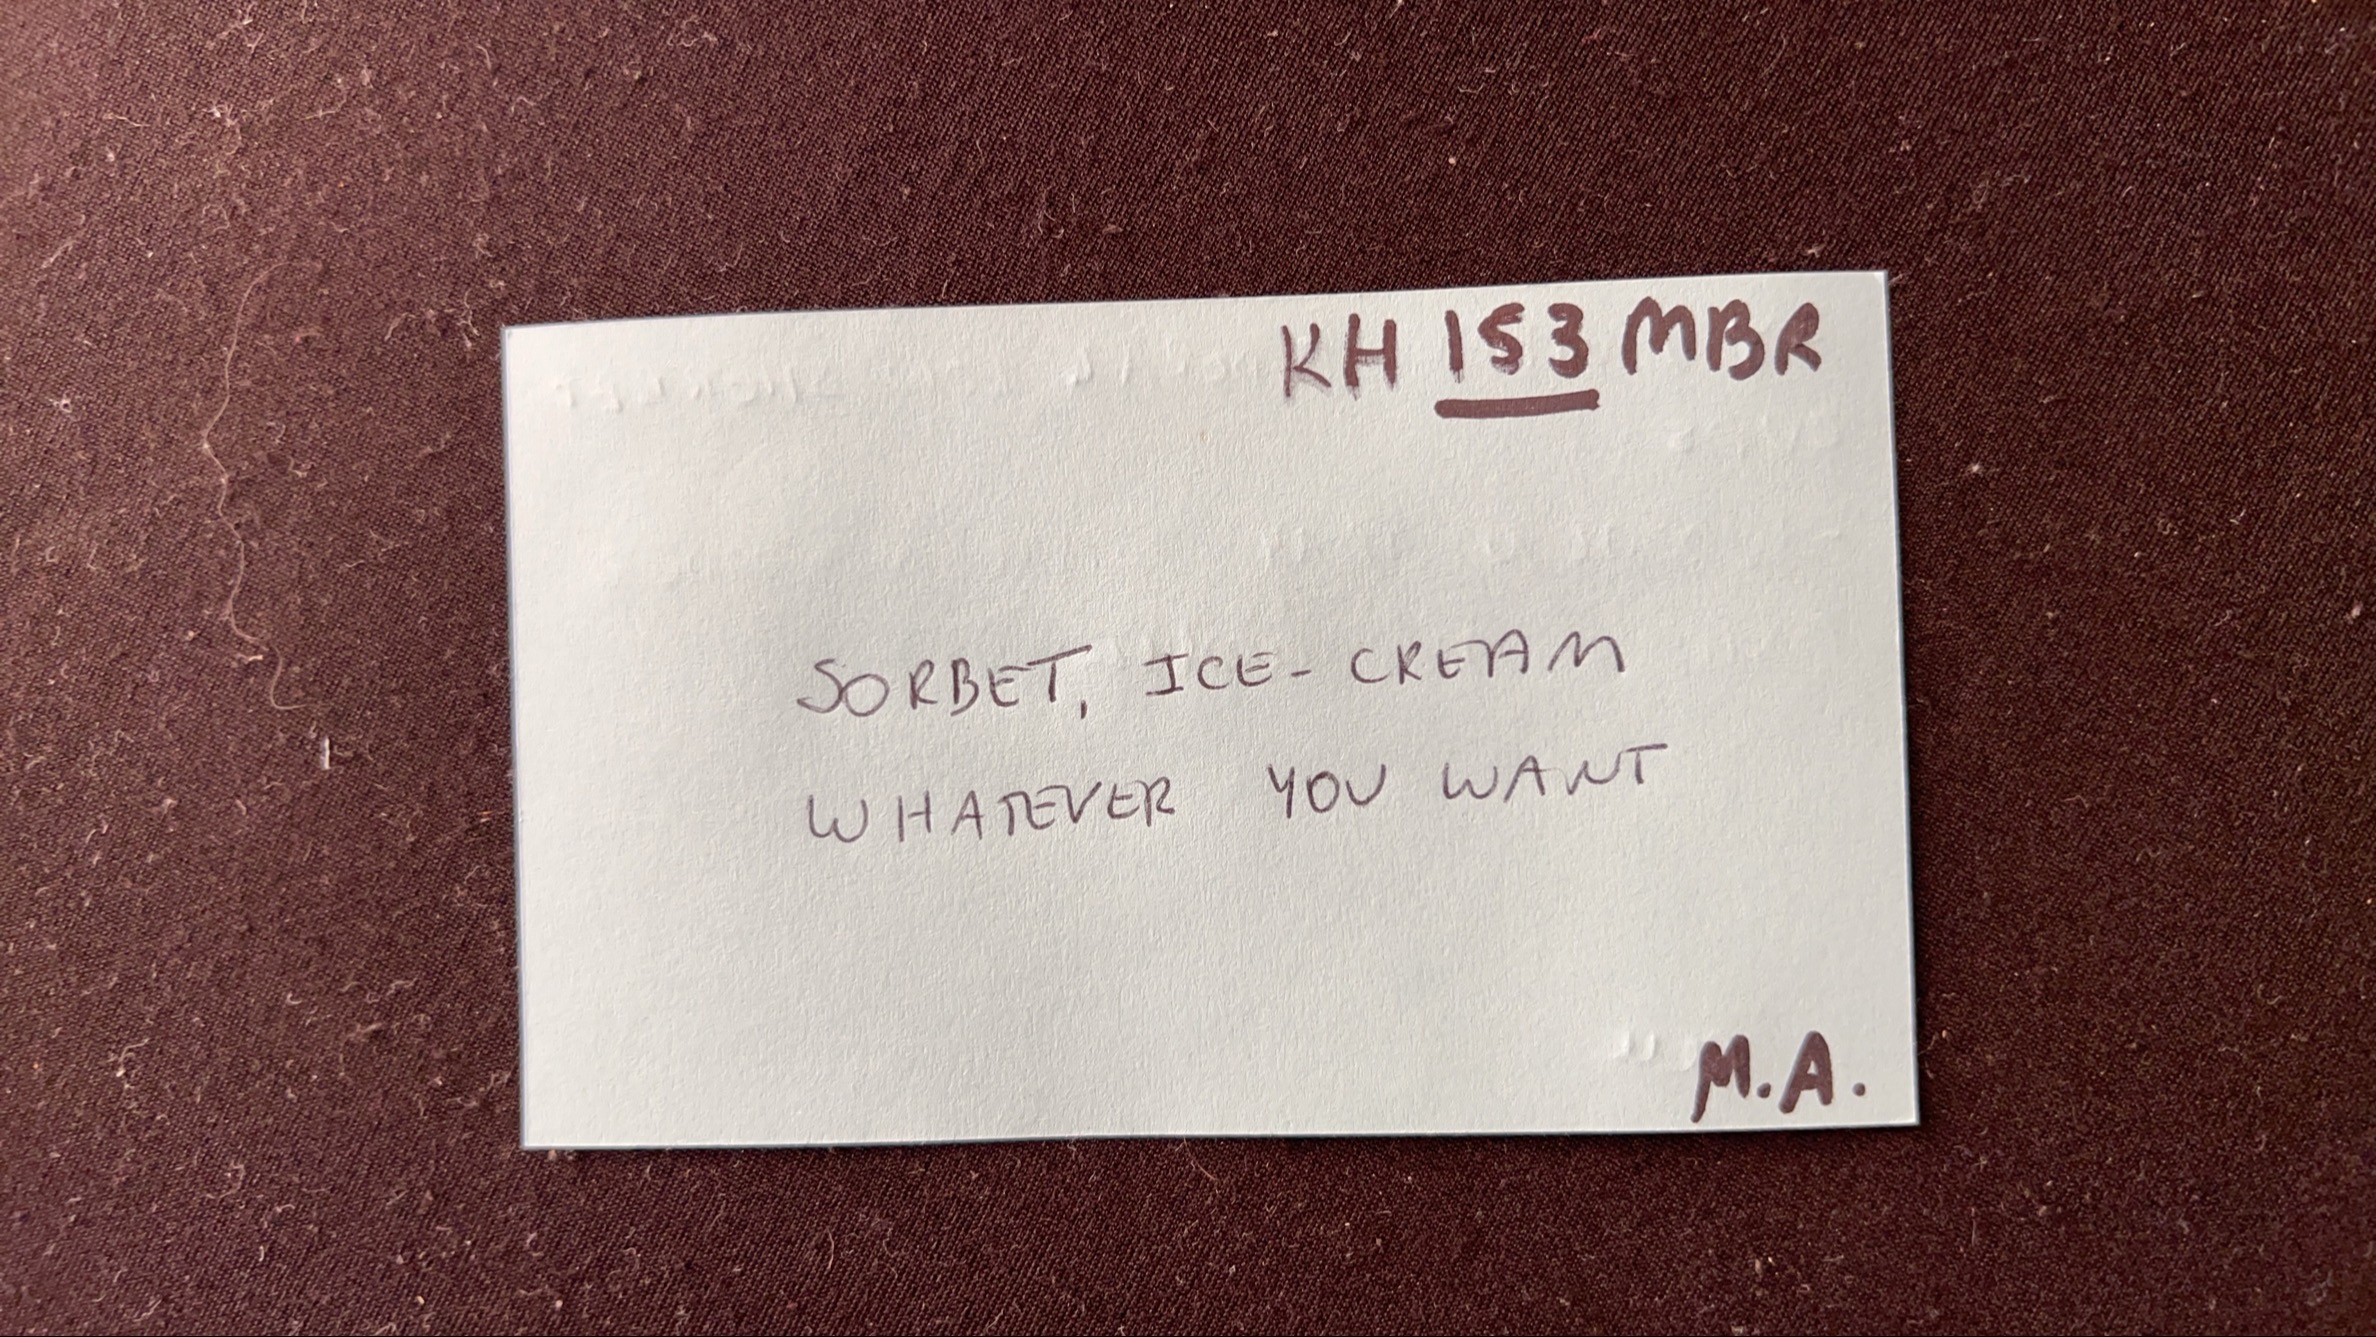 KH 153 MBR
SORBET, ICE-CREAM
WHATEVER YOU WANT
M.A.